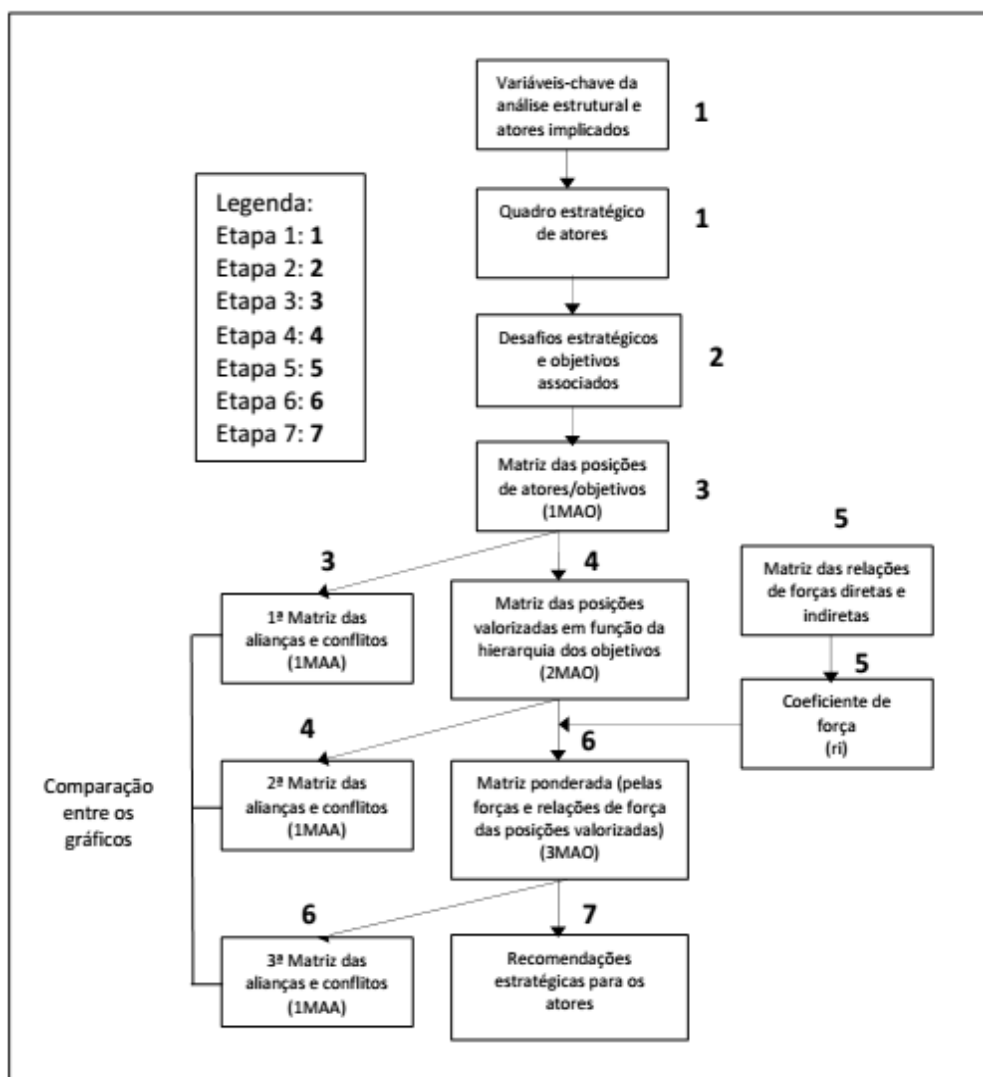 Variáveis-chave da
análise estrutural e
atores implicados
1
Legenda:
Etapa 1: 1
Etapa 2: 2
Etapa 3: 3
Etapa 4: 4
Etapa 5: 5
Etapa 6: 6
Etapa 7: 7
Quadro estratégico
de atores
1
Desafios estratégicos
e objetivos
associados
2
Matriz das posições
de atores/objetivos
(1MAO)
3
3
1ª Matriz das
alianças e conflitos
(1MAA)
4
Matriz das posições
valorizadas em função da
hierarquia dos objetivos
(2MAO)
5
Matriz das relações
de forças diretas e
indiretas
5
Coeficiente de
força
(ri)
4
2ª Matriz das
alianças e conflitos
(1MAA)
6
Matriz ponderada (pelas
forças e relações de força
das posições valorizadas)
(3MAO)
Comparação
entre os
gráficos
6
3ª Matriz das
alianças e conflitos
(1MAA)
7
Recomendações
estratégicas para os
atores